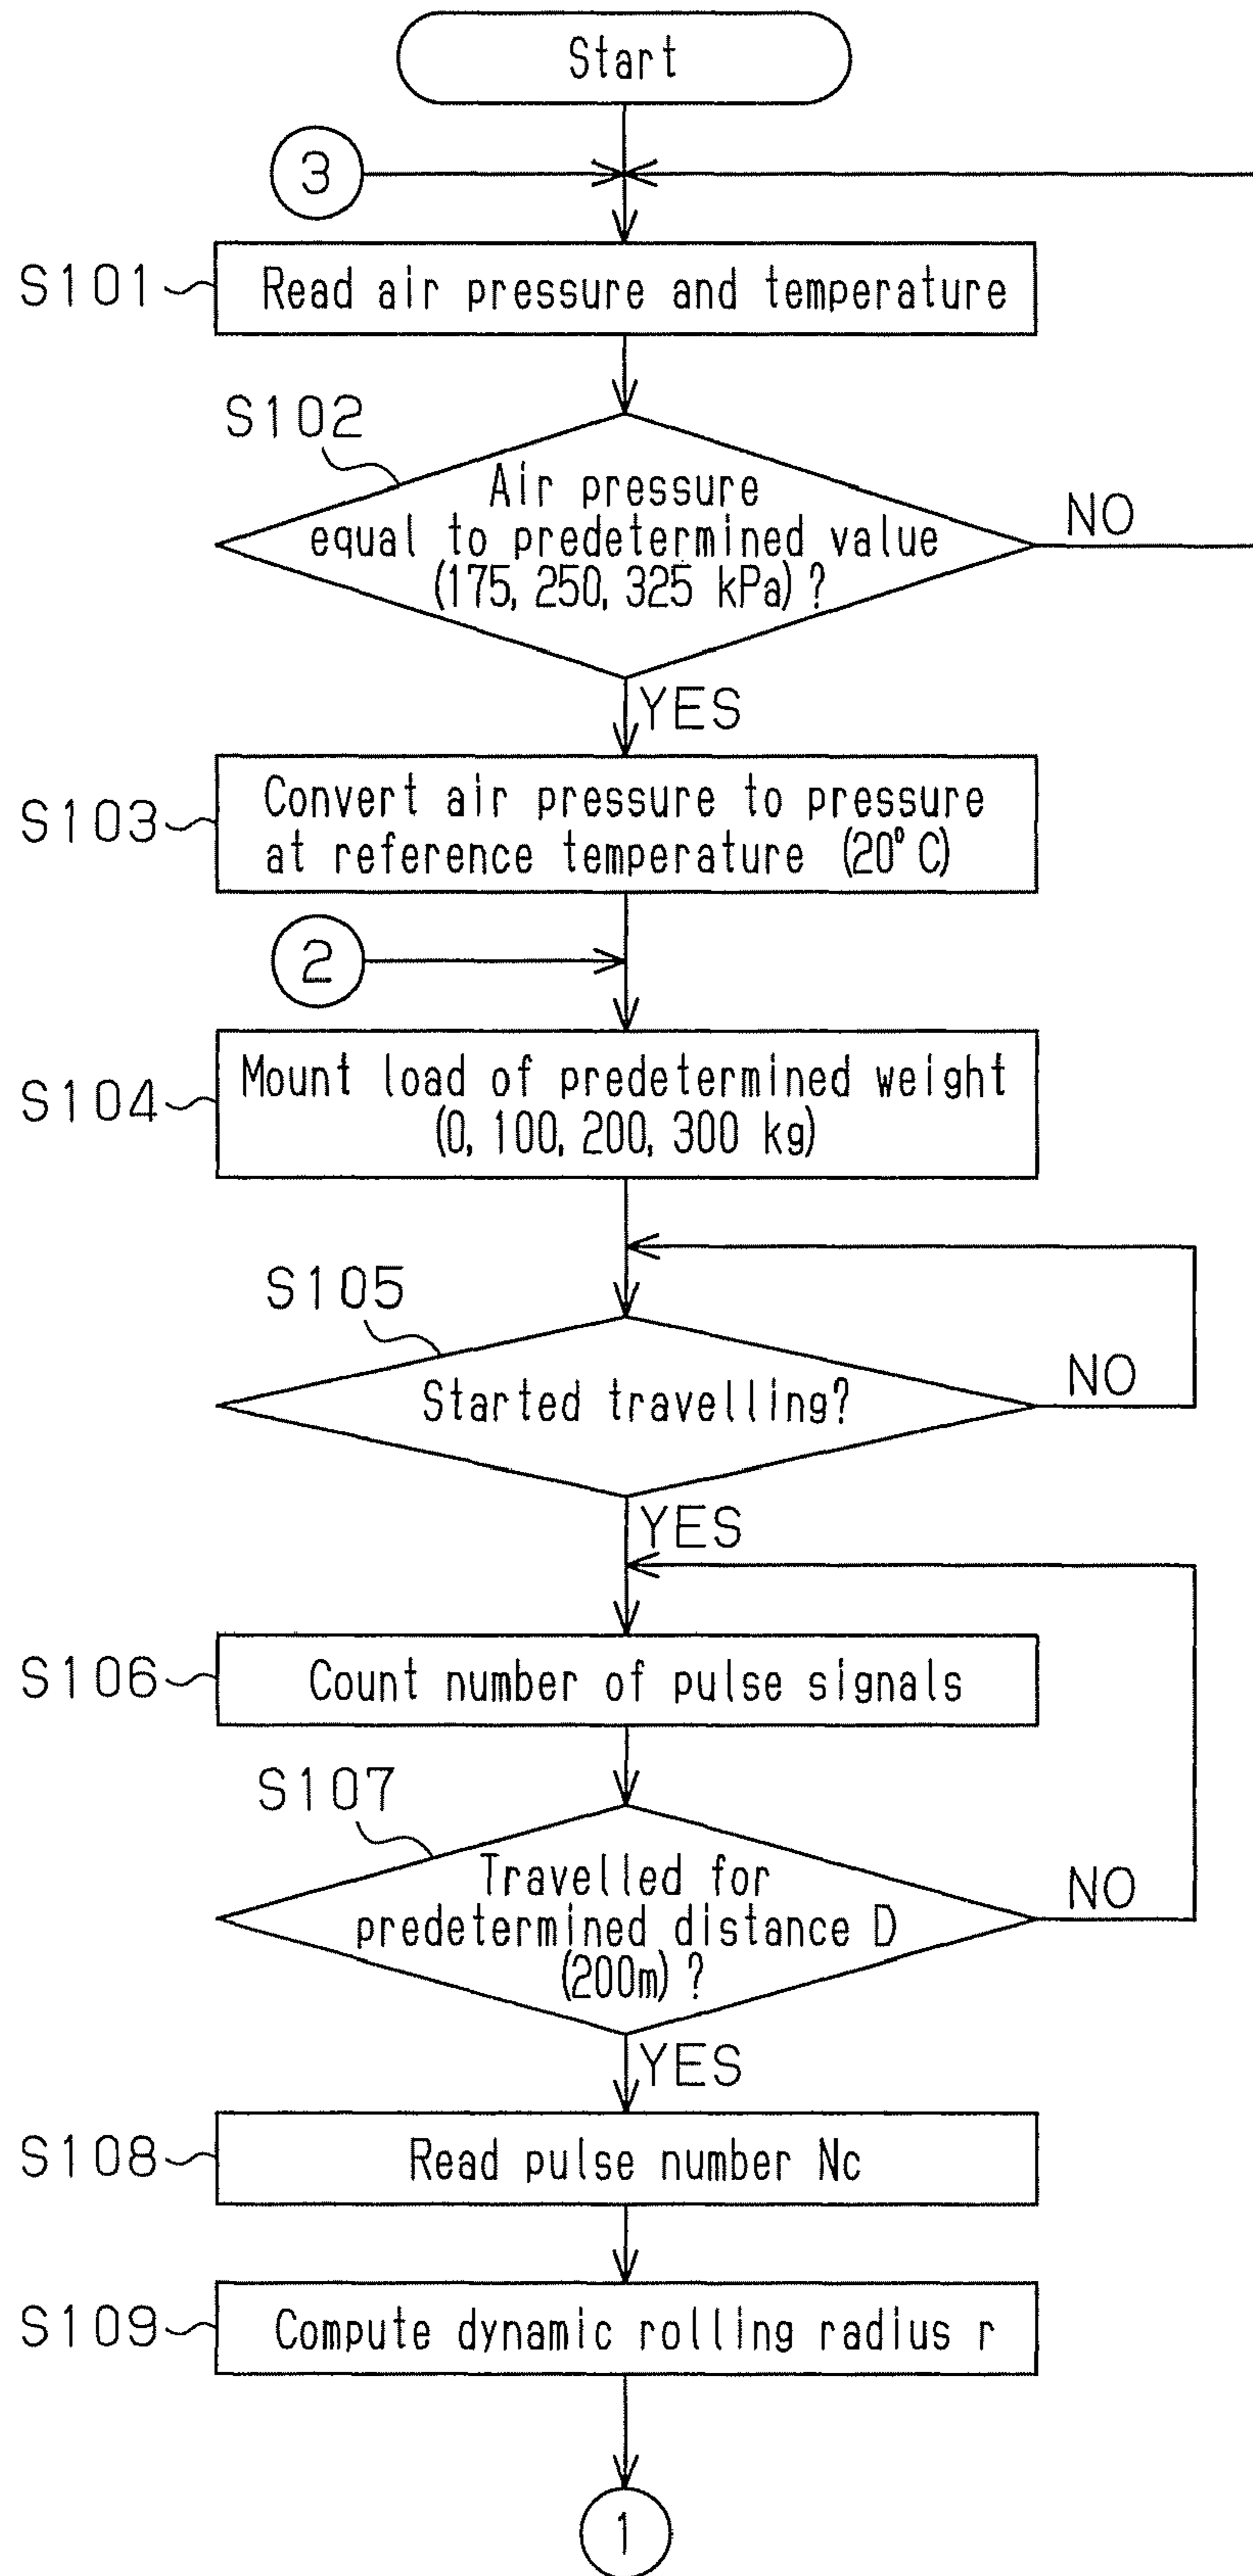 Start
3
S101
Read air pressure and temperature
S102
Air pressure
equal to predetermined value
(175, 250, 325 kPa) ?
NO
YES
S103
Convert air pressure to pressure
at reference temperature (20°C)
2
S104
Mount load of predetermined weight
(0, 100, 200, 300 kg)
S105
Started travelling?
NO
YES
S106
Count number of pulse signals
S107
Travelled for
predetermined distance D
(200m) ?
NO
YES
S108
Read pulse number Nc
S109
Compute dynamic rolling radius r
1